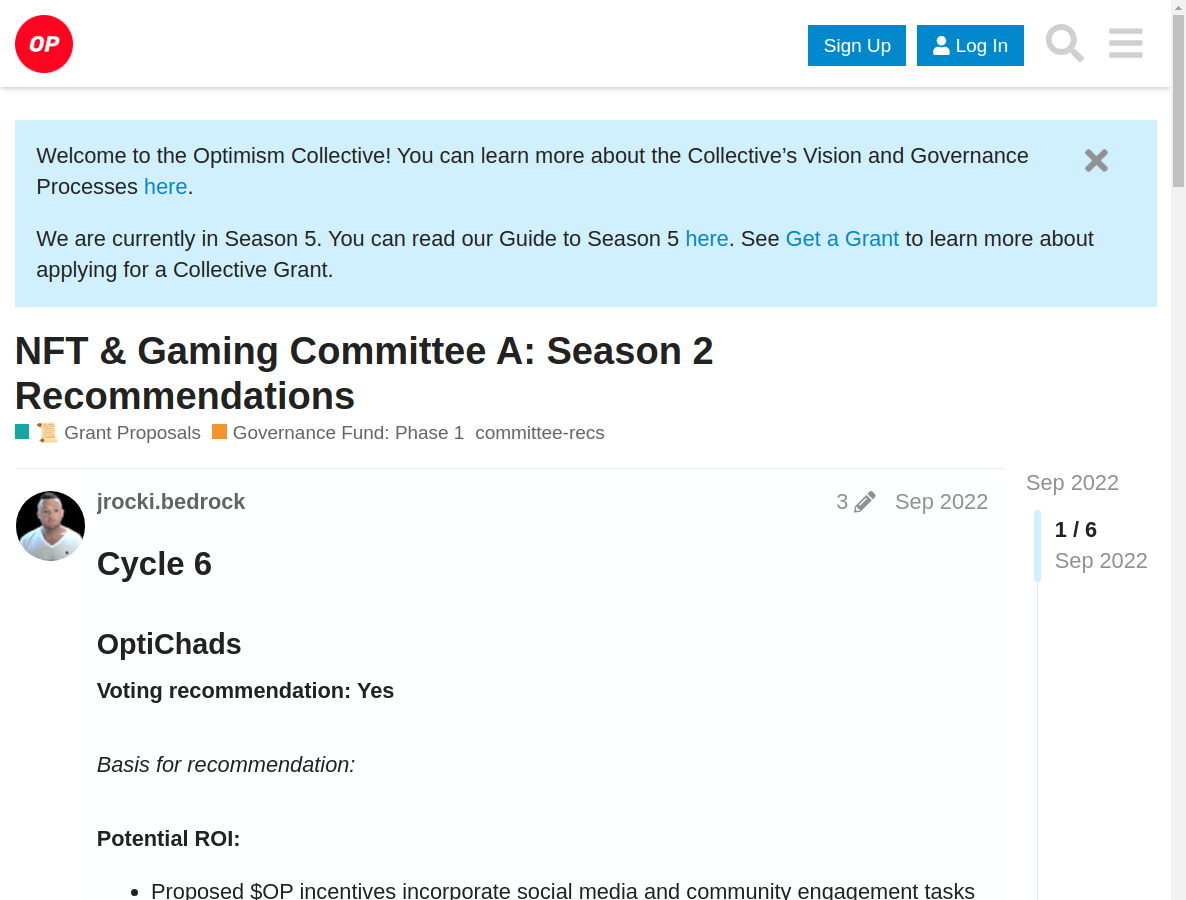 OP
Sign Up
Log In
Welcome to the Optimism Collective! You can learn more about the Collective’s Vision and Governance
Processes here.
We are currently in Season 5. You can read our Guide to Season 5 here. See Get a Grant to learn more about
applying for a Collective Grant.
NFT & Gaming Committee A: Season 2
Recommendations
Grant Proposals Governance Fund: Phase 1 committee-recs
jrocki.bedrock 3 Sep 2022
Sep 2022
1 / 6
Sep 2022
Cycle 6
OptiChads
Voting recommendation: Yes
Basis for recommendation:
Potential ROI:
• Proposed $OP incentives incorporate social media and community engagement tasks